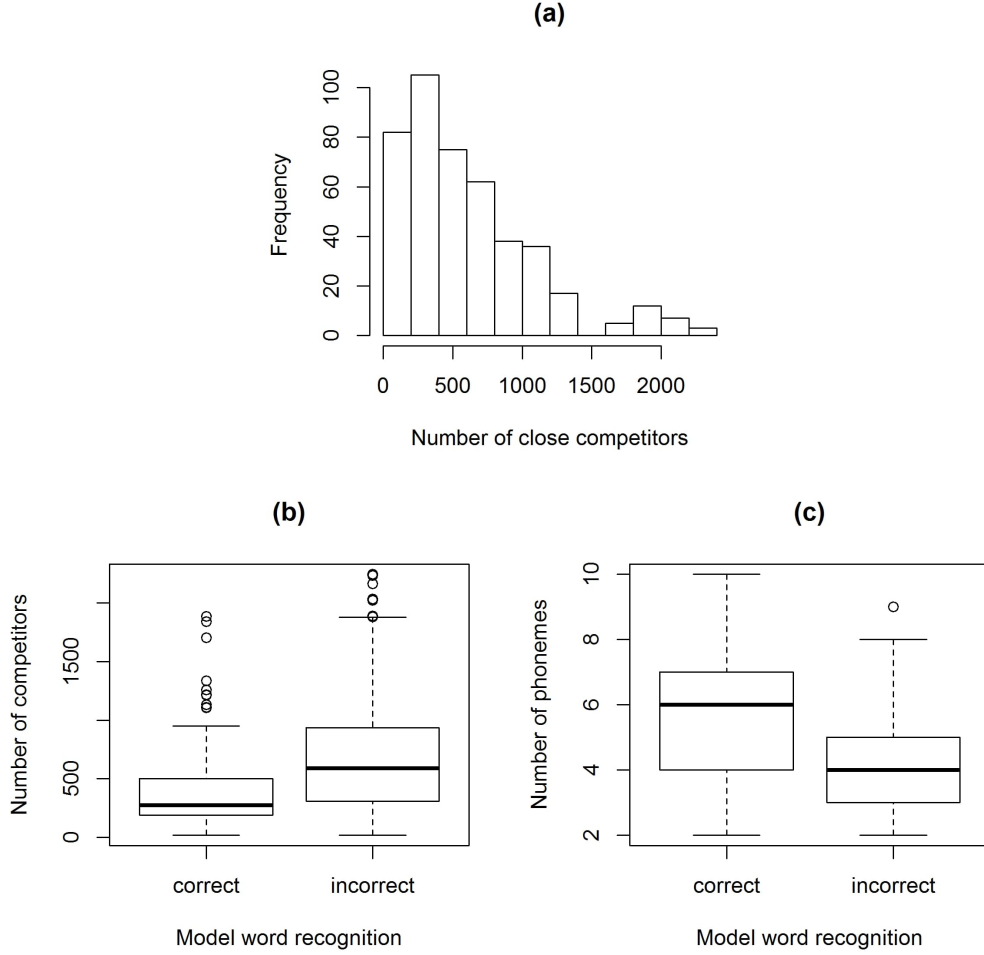 (a)
Frequency
100
80
60
40
20
0
0 500 1000 1500 2000
Number of close competitors
(b)
Number of competitors
1500
500
0
correct incorrect
Model word recognition
(c)
Number of phonemes
10
8
6
4
2
correct incorrect
Model word recognition